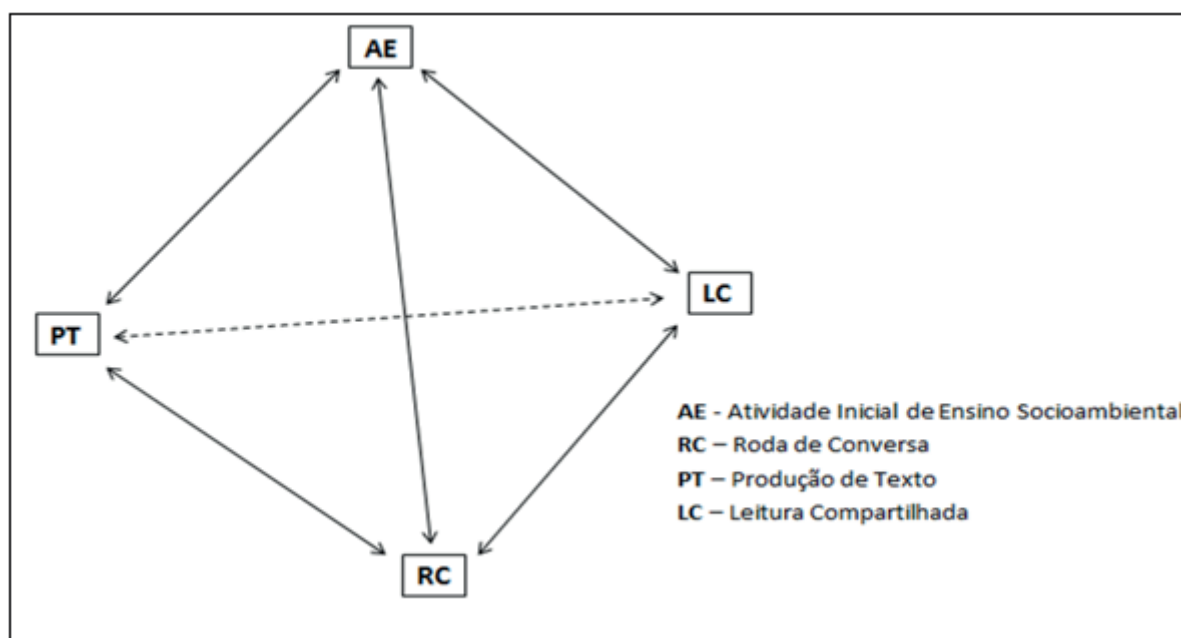 AE
LC
PT
RC
AE - Atividade Inicial de Ensino Socioambiental
RC – Roda de Conversa
PT – Produção de Texto
LC – Leitura Compartilhada